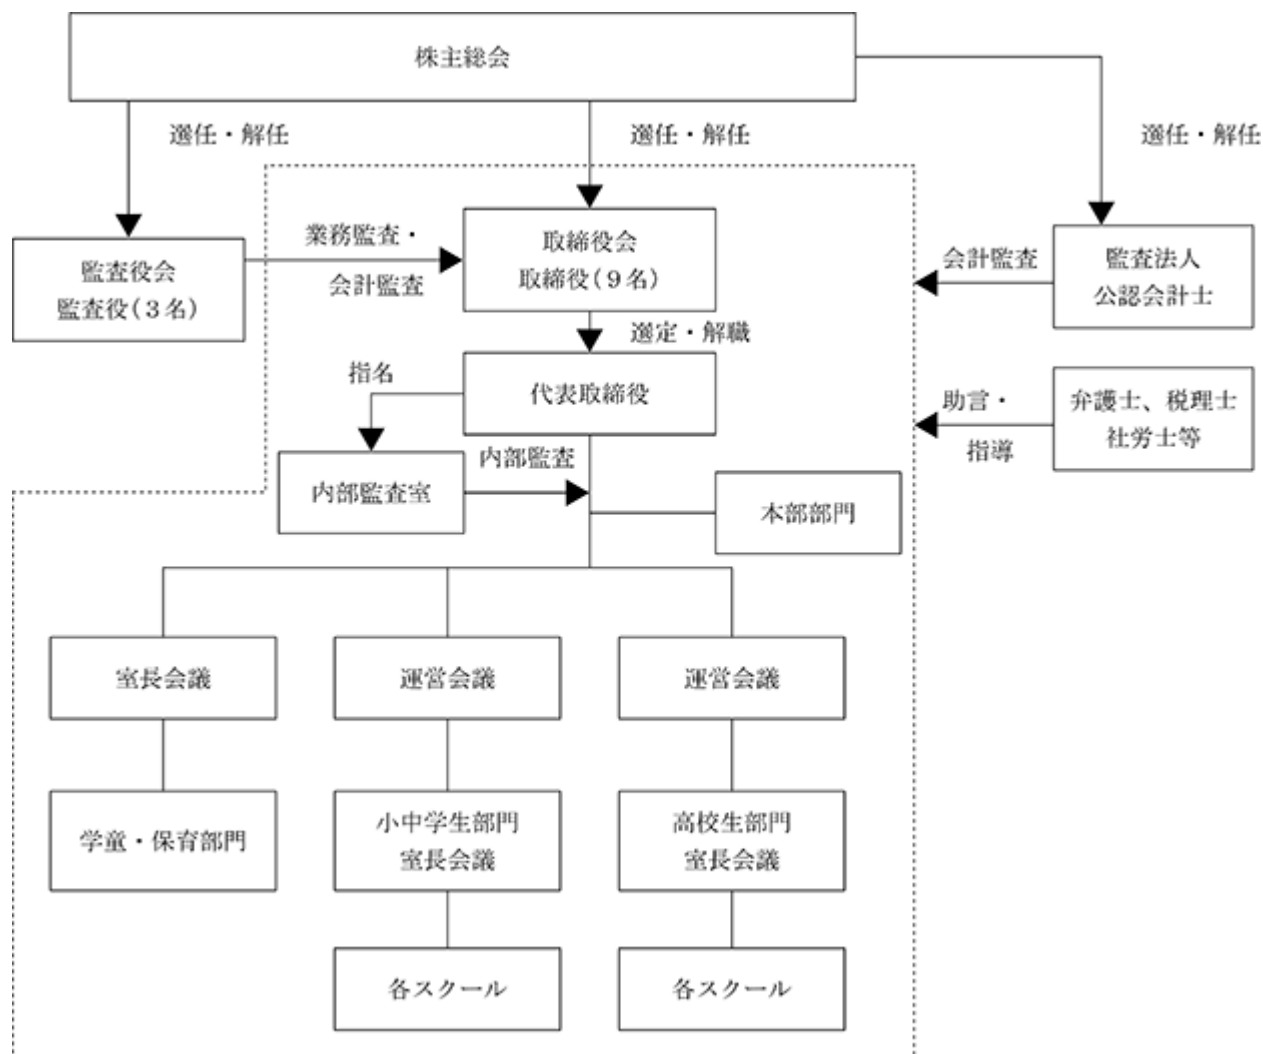 株主総会
選任・解任
選任・解任
選任・解任
業務監査・
会計監査
監査役会
監査役(3名)
取締役会
取締役(9名)
会計監査
監査法人
公認会計士
選定・解職
指名
代表取締役
助言・
指導
弁護士、税理士
社労士等
内部監査室
内部監査
本部部門
室長会議
運営会議
運営会議
学童・保育部門
小中学生部門
室長会議
高校生部門
室長会議
各スクール
各スクール